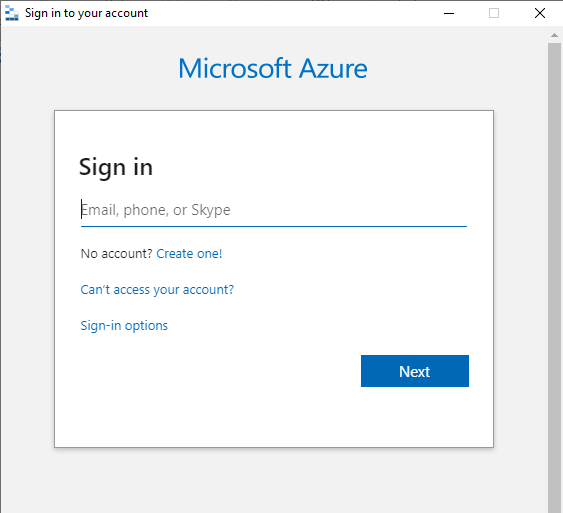 Sign in to your account
Microsoft Azure
Sign in
Email, phone, or Skype
No account? Create one!
Can't access your account?
Sign-in options
Next